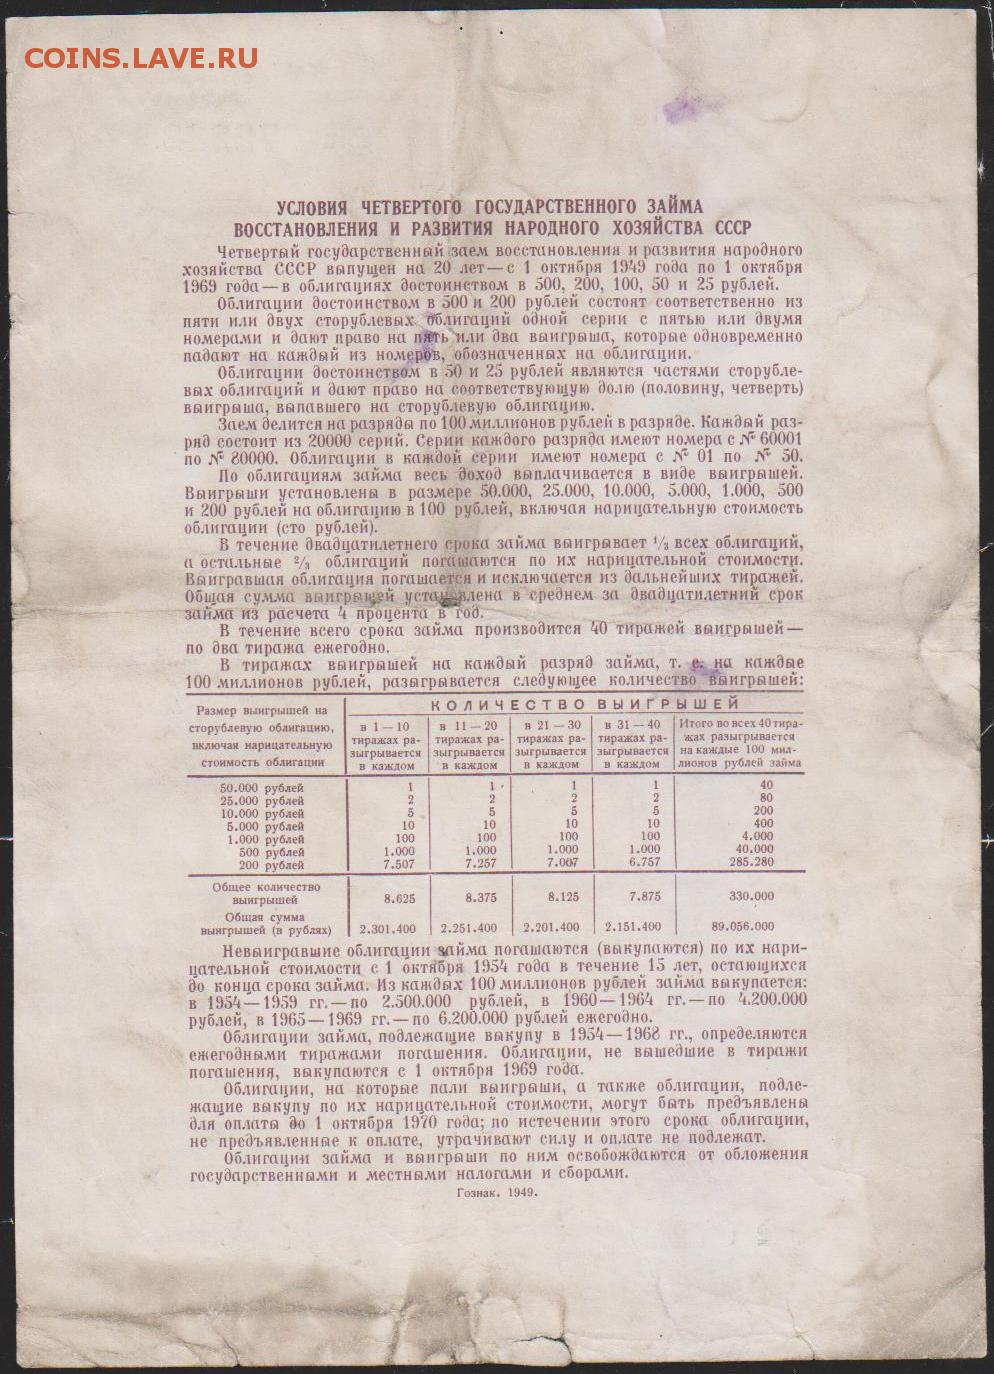 COINS.LAVE.RU
УСЛОВИЯ ЧЕТВЕРТОГО ГОСУДАРСТВЕННОГО ЗАЙМА
ВОССТАНОВЛЕНИЯ И РАЗВИТИЯ НАРОДНОГО ХОЗЯЙСТВА СССР
Четвертый государственный заем восстановления и развития народного
хозяйства СССР выпущен на 20 лет — с 1 октября 1949 года по 1 октября
1969 года — в облигациях достоинством в 500, 200, 100, 50 и 25 рублей.
Облигации достоинством в 500 и 200 рублей состоят соответственно из
пяти или двух сторублевых облигаций одной серии с пятью или двумя
номерами и дают право на пять или два выигрыша, которые одновременно
падают на каждый из номеров, обозначенных на облигации.
Облигации достоинством в 50 и 25 рублей являются частями сторубле-
вых облигаций и дают право на соответствующую долю (половину, четверть)
выигрыша, выпавшего на сторублевую облигацию.
Заем делится на разряды по 100 миллионов рублей в разряде. Каждый раз-
ряд состоит из 20000 серий. Серии каждого разряда имеют номера с № 60001
по № 80000. Облигации в каждой серии имеют номера с № 01 по № 50.
По облигациям займа весь доход выплачивается в виде выигрышей.
Выигрыши установлены в размере 50.000, 25.000, 10.000, 5.000, 1.000, 500
и 200 рублей на облигацию в 100 рублей, включая нарицательную стоимость
облигации (сто рублей).
В течение двадцатилетнего срока займа выигрывает 1/3 всех облигаций,
а остальные 2/3 облигаций погашаются по их нарицательной стоимости.
Выигравшая облигация погашается и исключается из дальнейших тиражей.
Общая сумма выигрышей установлена в среднем за двадцатилетний срок
займа из расчета 4 процента в год.
В течение всего срока займа производится 40 тиражей выигрышей —
по два тиража ежегодно.
В тиражах выигрышей на каждый разряд займа, т. е. на каждые
100 миллионов рублей, разыгрывается следующее количество выигрышей:
Размер выигрышей на сторублевую облигацию, включая нарицательную стоимость облигации
КОЛИЧЕСТВО ВЫИГРЫШЕЙ
в 1 — 10 тиражах ра- зыгрывается в каждом
в 11 — 20 тиражах ра- зыгрывается в каждом
в 21 — 30 тиражах ра- зыгрывается в каждом
в 31 — 40 тиражах ра- зыгрывается в каждом
Итого во всех 40 тира- жах разыгрывается на каждые 100 мил- лионов рублей займа
50.000 рублей 1 1 1 1 40
25.000 рублей 2 2 2 2 80
10.000 рублей 5 5 5 5 200
5.000 рублей 10 10 10 10 400
1.000 рублей 100 100 100 100 4.000
500 рублей 1.000 1.000 1.000 1.000 40.000
200 рублей 7.507 7.257 7.007 6.757 285.280
Общее количество выигрышей 8.625 8.375 8.125 7.875 330.000
Общая сумма выигрышей (в рублях) 2.301.400 2.251.400 2.201.400 2.151.400 89.056.000
Невыигравшие облигации займа погашаются (выкупаются) по их нари-
цательной стоимости с 1 октября 1954 года в течение 15 лет, остающихся
до конца срока займа. Из каждых 100 миллионов рублей займа выкупается:
в 1954 — 1959 гг. — по 2.500.000 рублей, в 1960 — 1964 гг. — по 4.200.000
рублей, в 1965 — 1969 гг. — по 6.200.000 рублей ежегодно.
Облигации займа, подлежащие выкупу в 1954 — 1968 гг., определяются
ежегодными тиражами погашения. Облигации, не вышедшие в тиражи
погашения, выкупаются с 1 октября 1969 года.
Облигации, на которые пали выигрыши, а также облигации, подле-
жащие выкупу по их нарицательной стоимости, могут быть предъявлены
для оплаты до 1 октября 1970 года; по истечении этого срока облигации,
не предъявленные к оплате, утрачивают силу и оплате не подлежат.
Облигации займа и выигрыши по ним освобождаются от обложения
государственными и местными налогами и сборами.
Гознак. 1949.